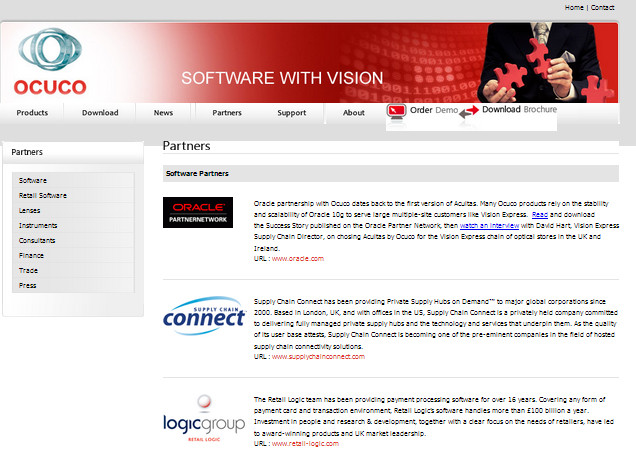 Home | Contact
OCUCO
SOFTWARE WITH VISION
Products Download News Partners Support About Order Demo Download Brochure
Partners
Software
Retail Software
Lenses
Instruments
Consultants
Finance
Trade
Press
Partners
Software Partners
ORACLE
PARTNERNETWORK
Oracle partnership with Ocuco dates back to the first version of Acuitas. Many Ocuco products rely on the stability
and scalability of Oracle 10g to serve large multiple-site customers like Vision Express. Read and download
the Success Story published on the Oracle Partner Network, then watch an interview with David Hart, Vision Express
Supply Chain Director, on chosing Acuitas by Ocuco for the Vision Express chain of optical stores in the UK and
Ireland.
URL : www.oracle.com
SUPPLY CHAIN
connect
Supply Chain Connect has been providing Private Supply Hubs on Demand™ to major global corporations since
2000. Based in London, UK, and with offices in the US, Supply Chain Connect is a privately held company committed
to delivering fully managed private supply hubs and the technology and services that underpin them. As the quality
of its user base attests, Supply Chain Connect is becoming one of the pre-eminent companies in the field of hosted
supply chain connectivity solutions.
URL : www.supplychainconnect.com
logicgroup
RETAIL LOGIC
The Retail Logic team has been providing payment processing software for over 16 years. Covering any form of
payment card and transaction environment, Retail Logic's software handles more than £100 billion a year.
Investment in people and research & development, together with a clear focus on the needs of retailers, have led
to award-winning products and UK market leadership.
URL : www.retail-logic.com